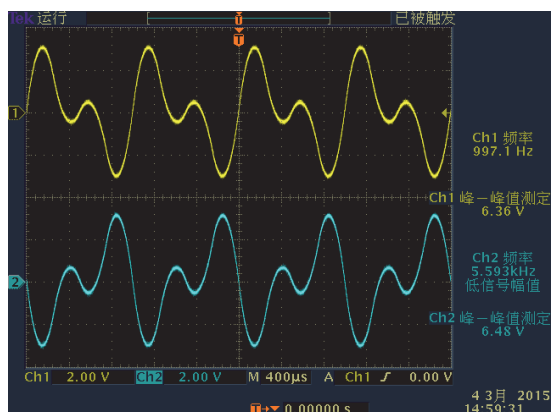 Tek 运行
已被触发
T
T
1
Ch1 频率
997.1 Hz
Ch1 峰－峰值测定
6.36 V
Ch2 频率
5.593kHz
低信号幅值
2
Ch2 峰－峰值测定
6.48 V
Ch1 2.00 V Ch2 2.00 V M 400µs A Ch1 0.00 V
T 0.00000 s
4 3月 2015
14:59:31